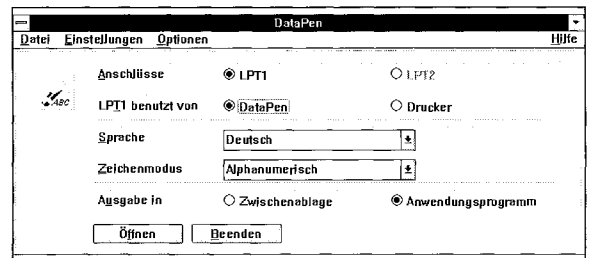 DataPen
Datei Einstellungen Optionen Hilfe
Anschlüsse LPT1 LPT2
ABC
LPT1 benutzt von DataPen Drucker
Sprache Deutsch
Zeichenmodus Alphanumerisch
Ausgabe in Zwischenablage Anwendungsprogramm
Öffnen Beenden